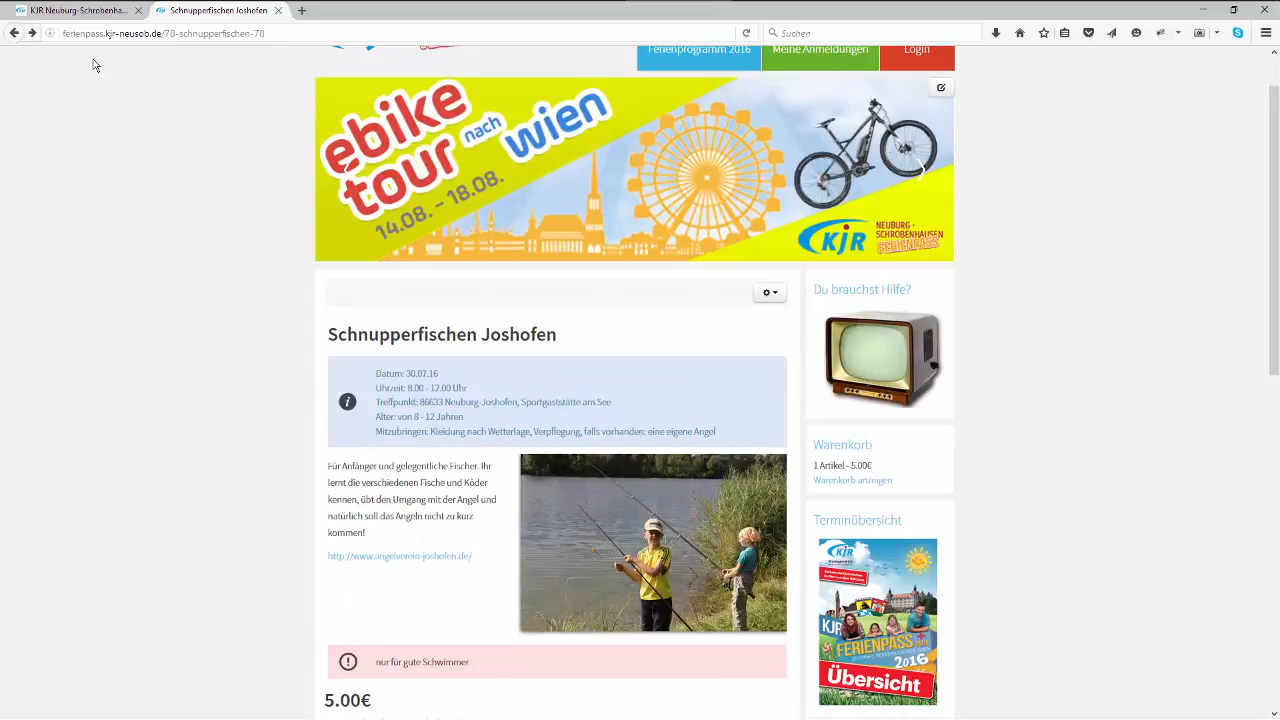 KJR Neuburg-Schrobenhau...
Schnupperfischen
ferienpass.kjr-neusob.de/78-schnupperfischen-78
Suchen
Ferienprogramm 2016
Meine Anmeldungen
Login
ebike
tour nach wien
14.08. - 18.08.
KJR
NEUBURG -
SCHROBENHAUSEN
FERIENPASS
Schnupperfischen Joshofen
Datum: 30.07.16
Uhrzeit: 8.00 - 12.00 Uhr
Treffpunkt: 86633 Neuburg-Joshofen, Sportgaststätte am See
Alter: von 8 - 12 Jahren
Mitzubringen: Kleidung nach Wetterlage, Verpflegung, falls vorhanden: eine eigene Angel
Für Anfänger und gelegentliche Fischer. Ihr
lernt die verschiedenen Fische und Köder
kennen, übt den Umgang mit der Angel und
natürlich soll das Angeln nicht zu kurz
kommen!
http://www.angelverein-joshofen.de/
nur für gute Schwimmer
5.00€
Du brauchst Hilfe?
Warenkorb
1 Artikel - 5.00€
Warenkorb anzeigen
Terminübersicht
KJR
KJR
FERIENPASS
2016
Übersicht